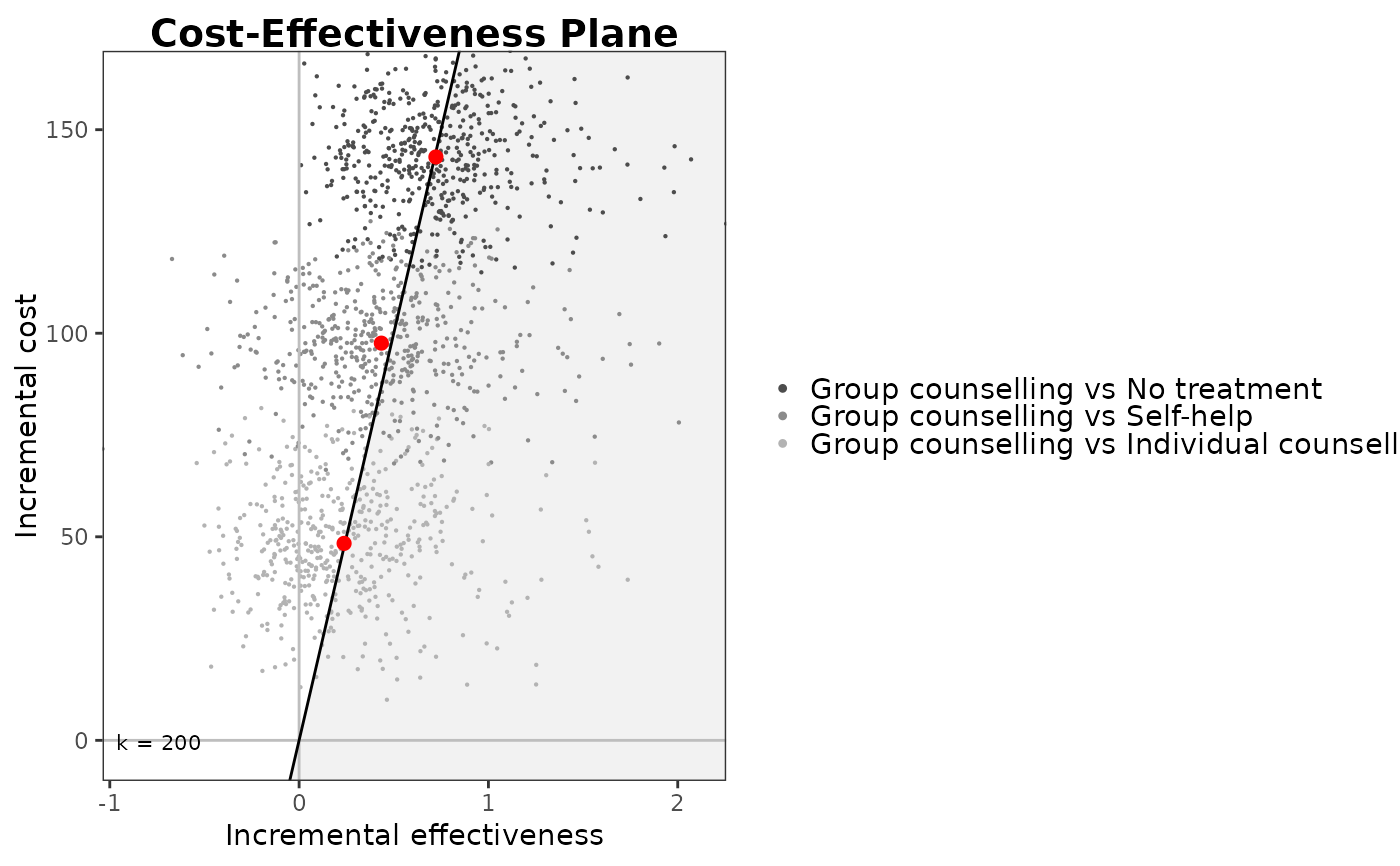 Cost-Effectiveness Plane
Incremental cost
150
100
50
0
k = 200
-1 0 1 2
Incremental effectiveness
Group counselling vs No treatment
Group counselling vs Self-help
Group counselling vs Individual counsell